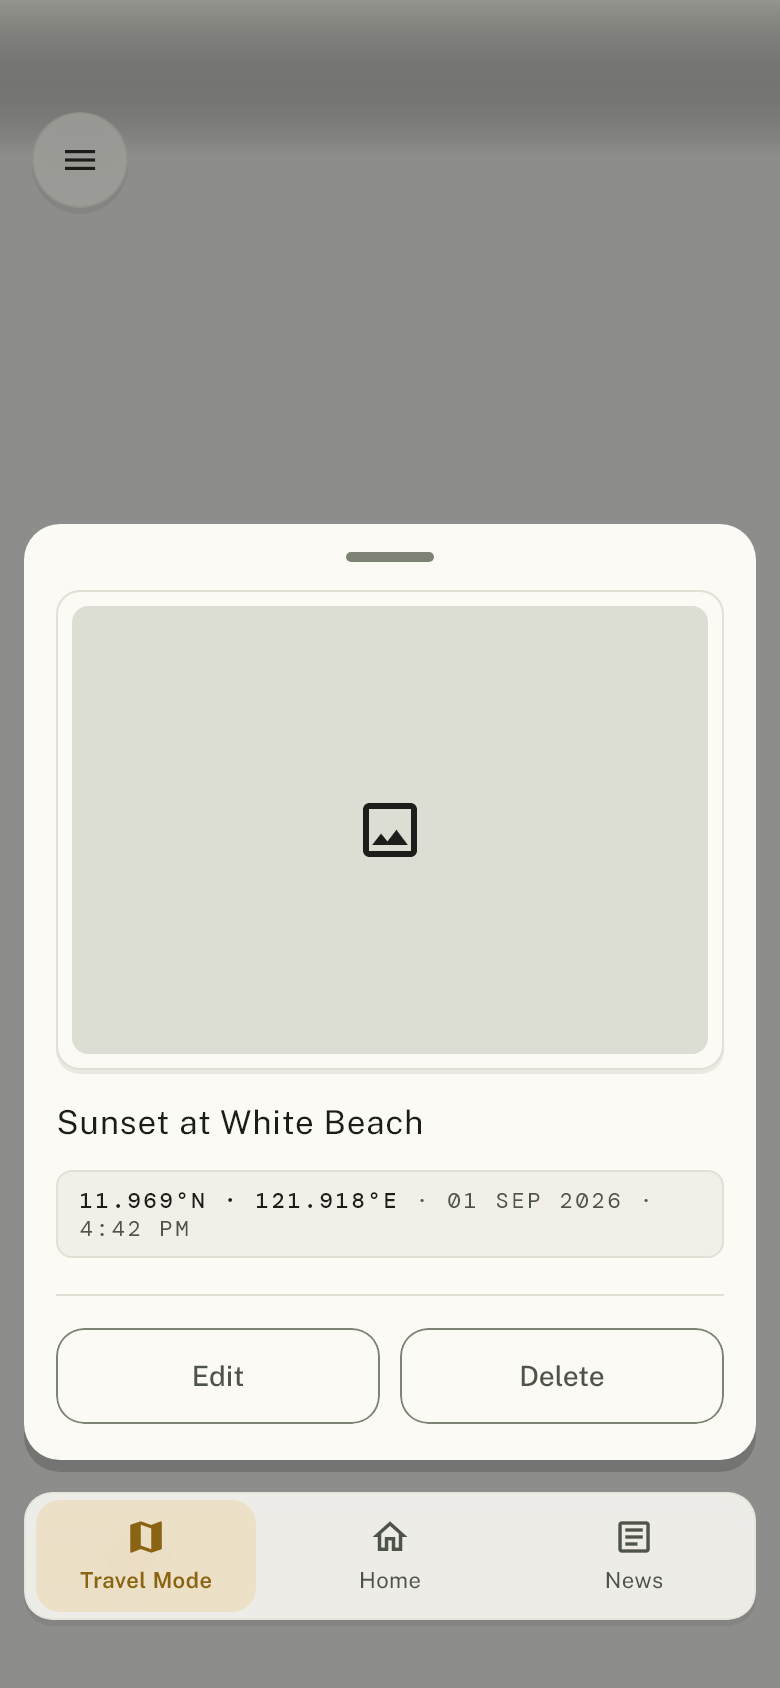 Sunset at White Beach
11.969°N · 121.918°E · 01 SEP 2026 ·
4:42 PM
Edit
Delete
Travel Mode
Home
News